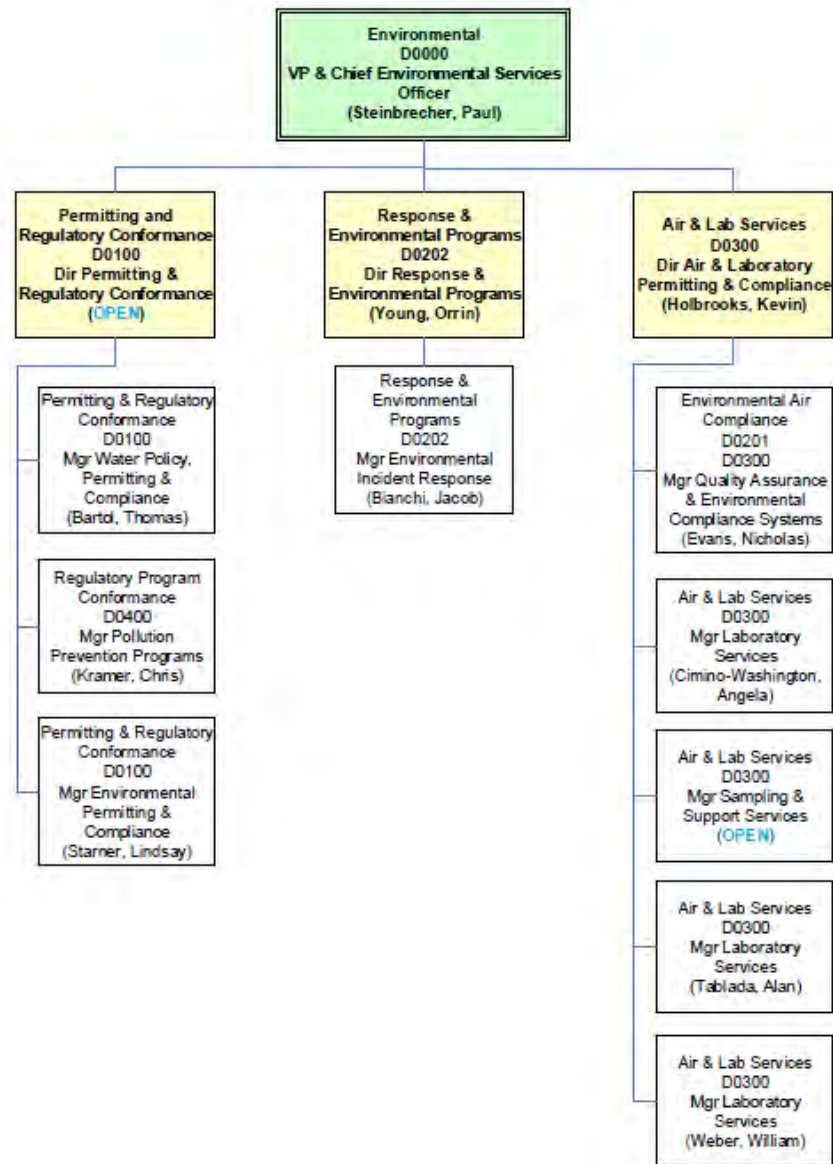 Environmental
D0000
VP & Chief Environmental Services
Officer
(Steinbrecher, Paul)
Permitting and
Regulatory Conformance
D0100
Dir Permitting &
Regulatory Conformance
(OPEN)
Response &
Environmental Programs
D0202
Dir Response &
Environmental Programs
(Young, Orrin)
Air & Lab Services
D0300
Dir Air & Laboratory
Permitting & Compliance
(Holbrooks, Kevin)
Permitting & Regulatory
Conformance
D0100
Mgr Water Policy,
Permitting &
Compliance
(Bartol, Thomas)
Regulatory Program
Conformance
D0400
Mgr Pollution
Prevention Programs
(Kramer, Chris)
Permitting & Regulatory
Conformance
D0100
Mgr Environmental
Permitting &
Compliance
(Starner, Lindsay)
Response &
Environmental
Programs
D0202
Mgr Environmental
Incident Response
(Bianchi, Jacob)
Environmental Air
Compliance
D0201
D0300
Mgr Quality Assurance
& Environmental
Compliance Systems
(Evans, Nicholas)
Air & Lab Services
D0300
Mgr Laboratory
Services
(Cimino-Washington,
Angela)
Air & Lab Services
D0300
Mgr Sampling &
Support Services
(OPEN)
Air & Lab Services
D0300
Mgr Laboratory
Services
(Tablada, Alan)
Air & Lab Services
D0300
Mgr Laboratory
Services
(Weber, William)